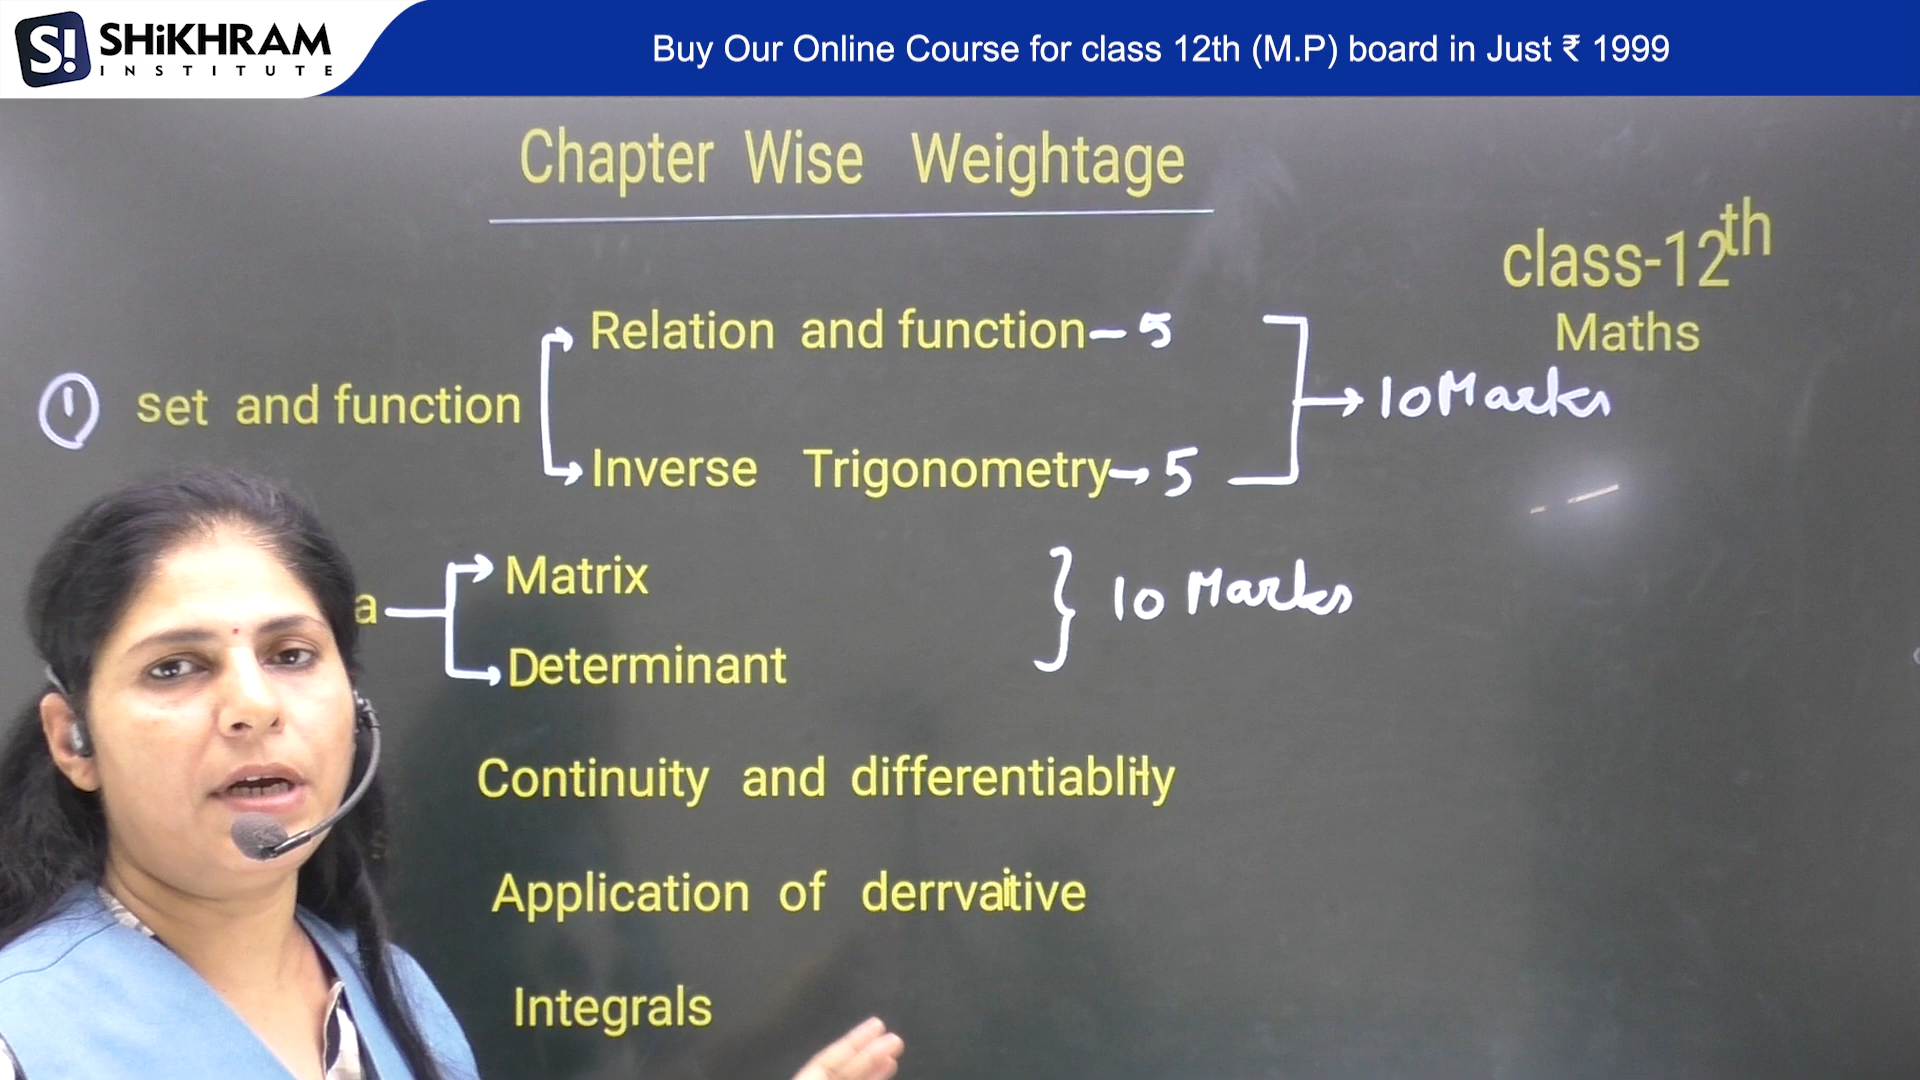 S! SHiKHRAM
INSTITUTE
Buy Our Online Course for class 12th (M.P) board in Just ₹ 1999
Chapter Wise Weightage
class-12th
Maths
Relation and function - 5
① set and function
→ 10 Marks
Inverse Trigonometry → 5
Matrix
a
} 10 Marks
Determinant
Continuity and differentiablity
Application of derrvaitive
Integrals